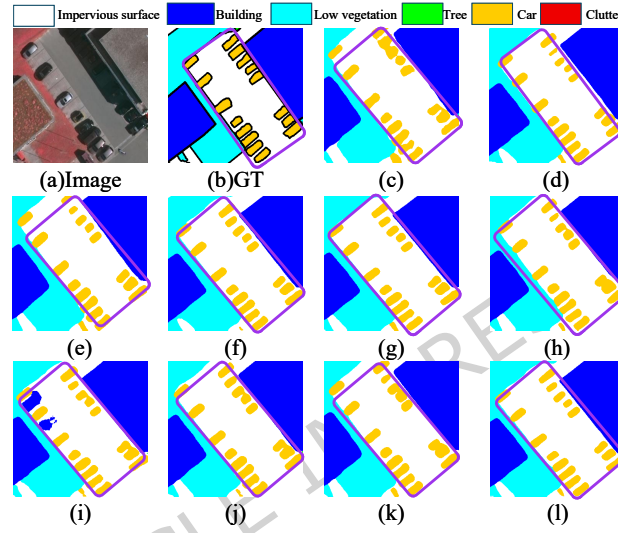 Impervious surface Building Low vegetation Tree Car Clutte
(a)Image (b)GT (c) (d)
(e) (f) (g) (h)
(i) (j) (k) (l)